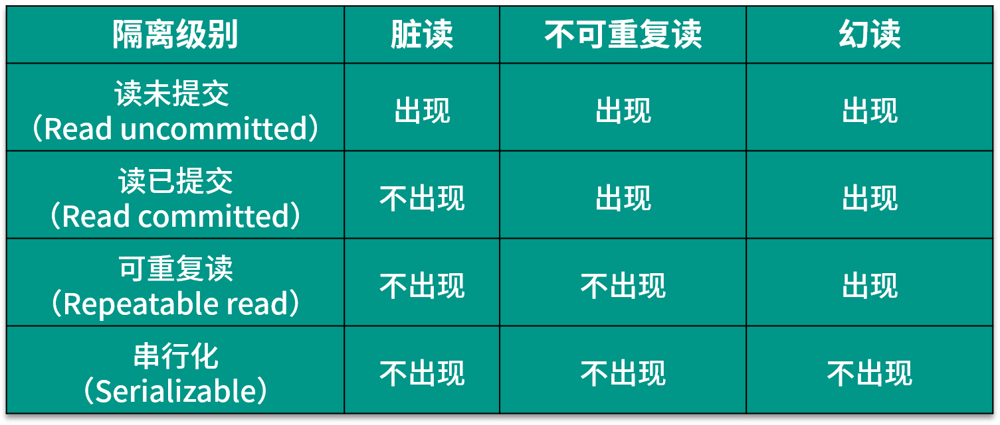 隔离级别 脏读 不可重复读 幻读
读未提交
（Read uncommitted） 出现 出现 出现
读已提交
（Read committed） 不出现 出现 出现
可重复读
（Repeatable read） 不出现 不出现 出现
串行化
（Serializable） 不出现 不出现 不出现